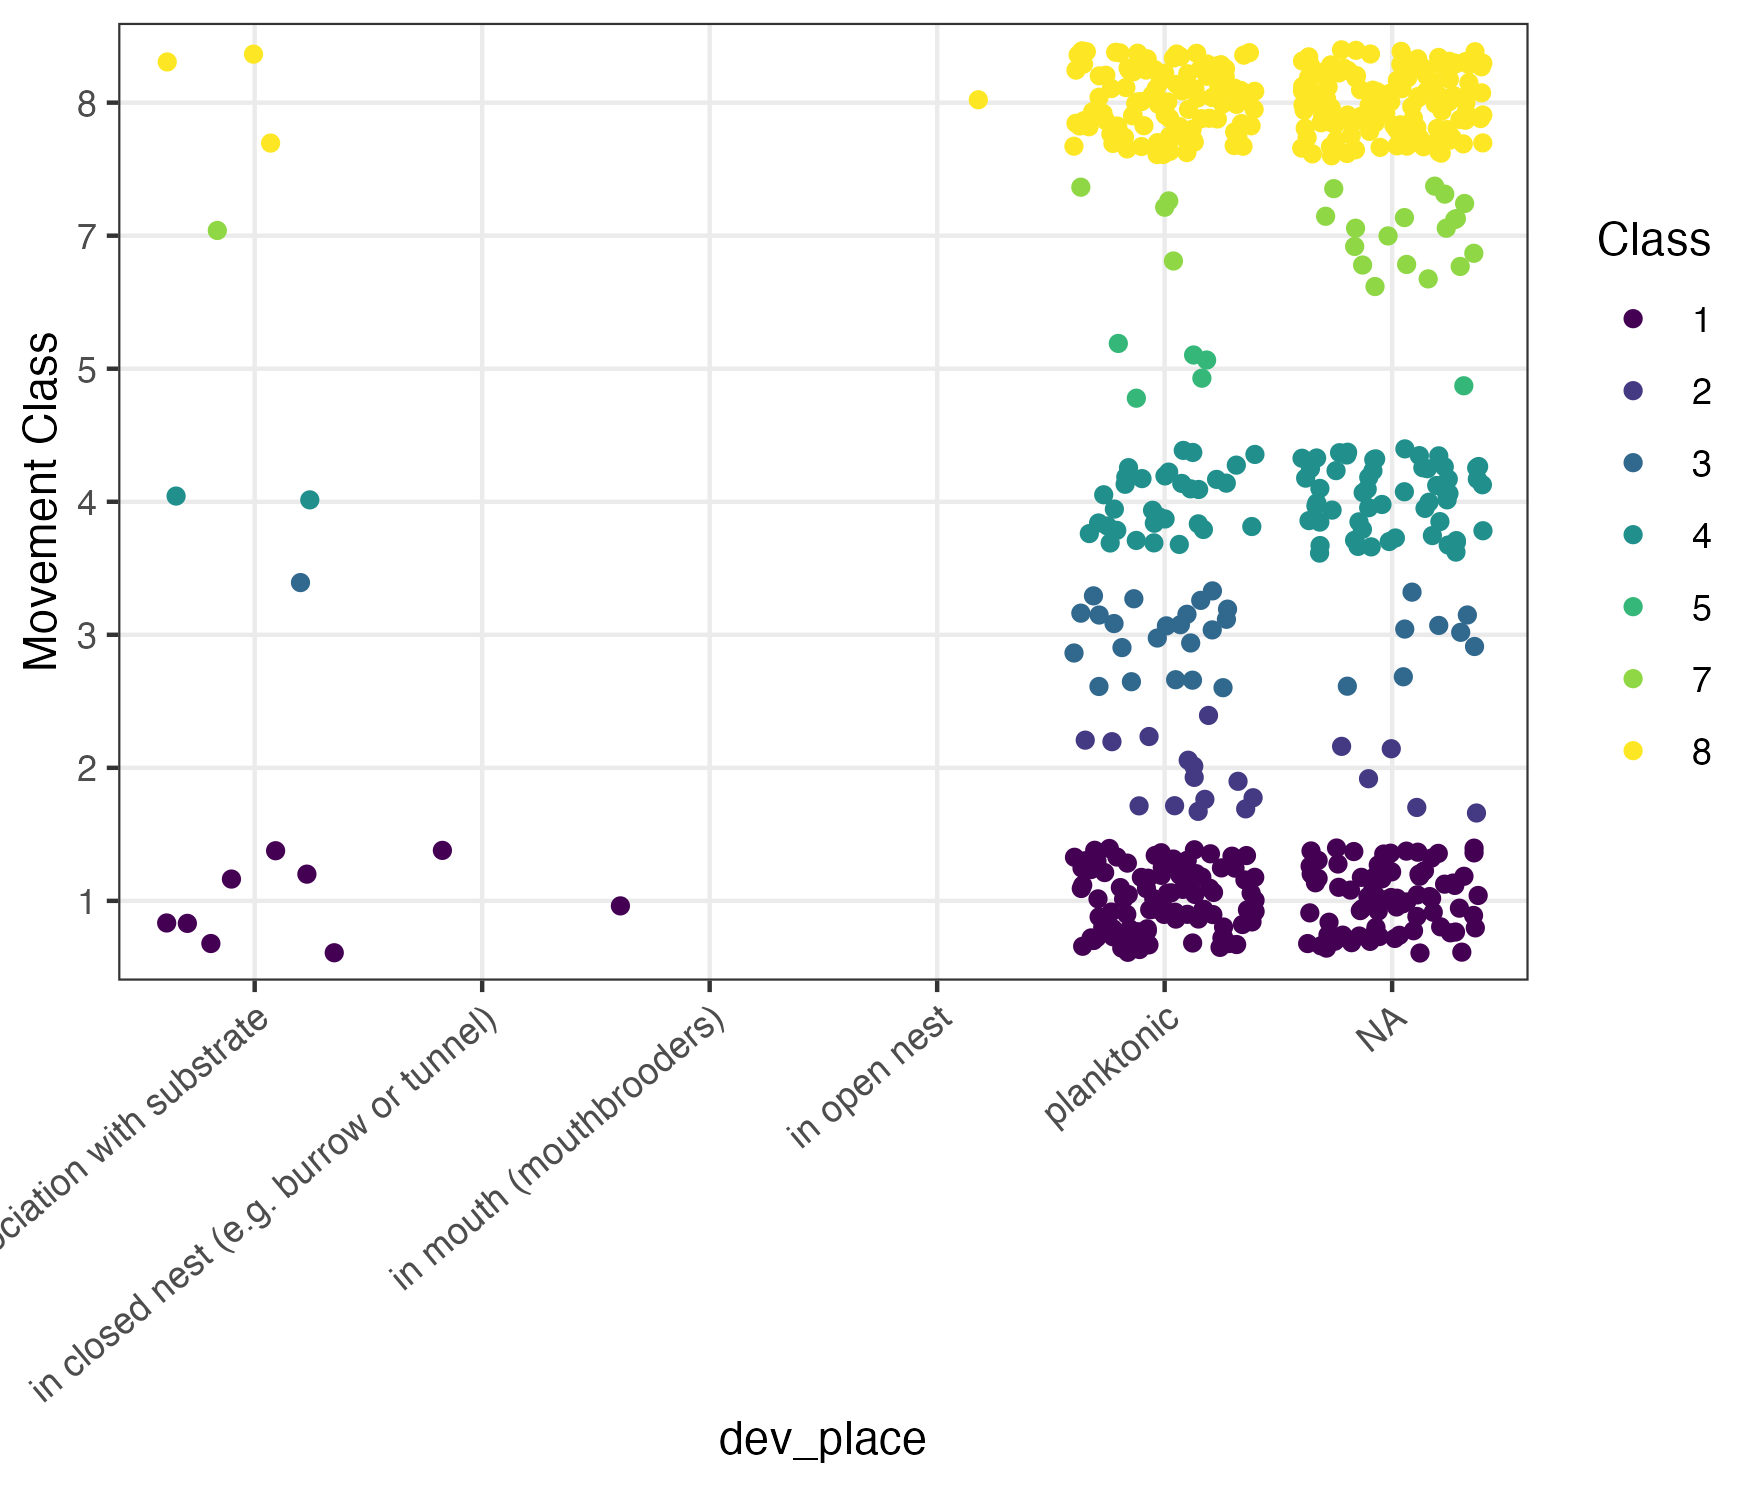 Movement Class
8
7
5
4
3
2
1
with substrate
in closed nest (e.g. burrow or tunnel)
in mouth (mouthbrooders)
in open nest
planktonic
NA
dev_place
Class
1
2
3
4
5
7
8